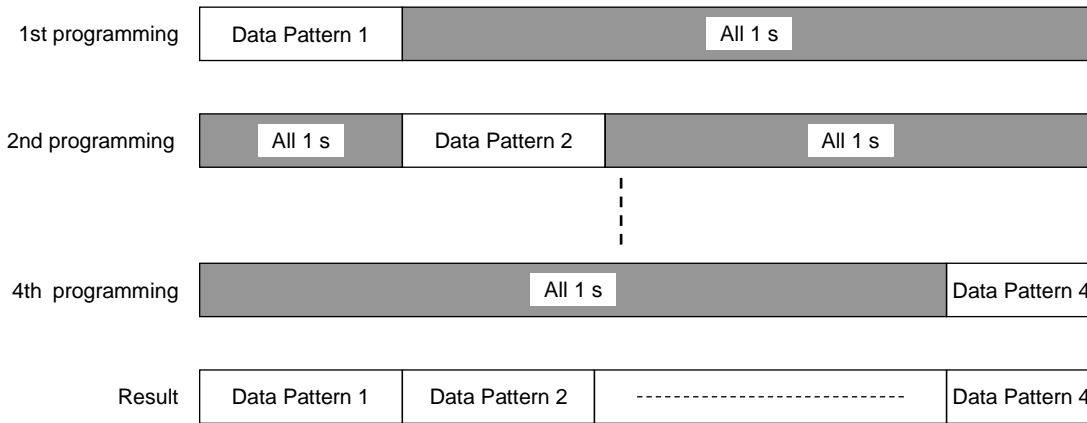 1st programming Data Pattern 1 All 1 s
2nd programming All 1 s Data Pattern 2 All 1 s
4th programming All 1 s Data Pattern 4
Result Data Pattern 1 Data Pattern 2 Data Pattern 4